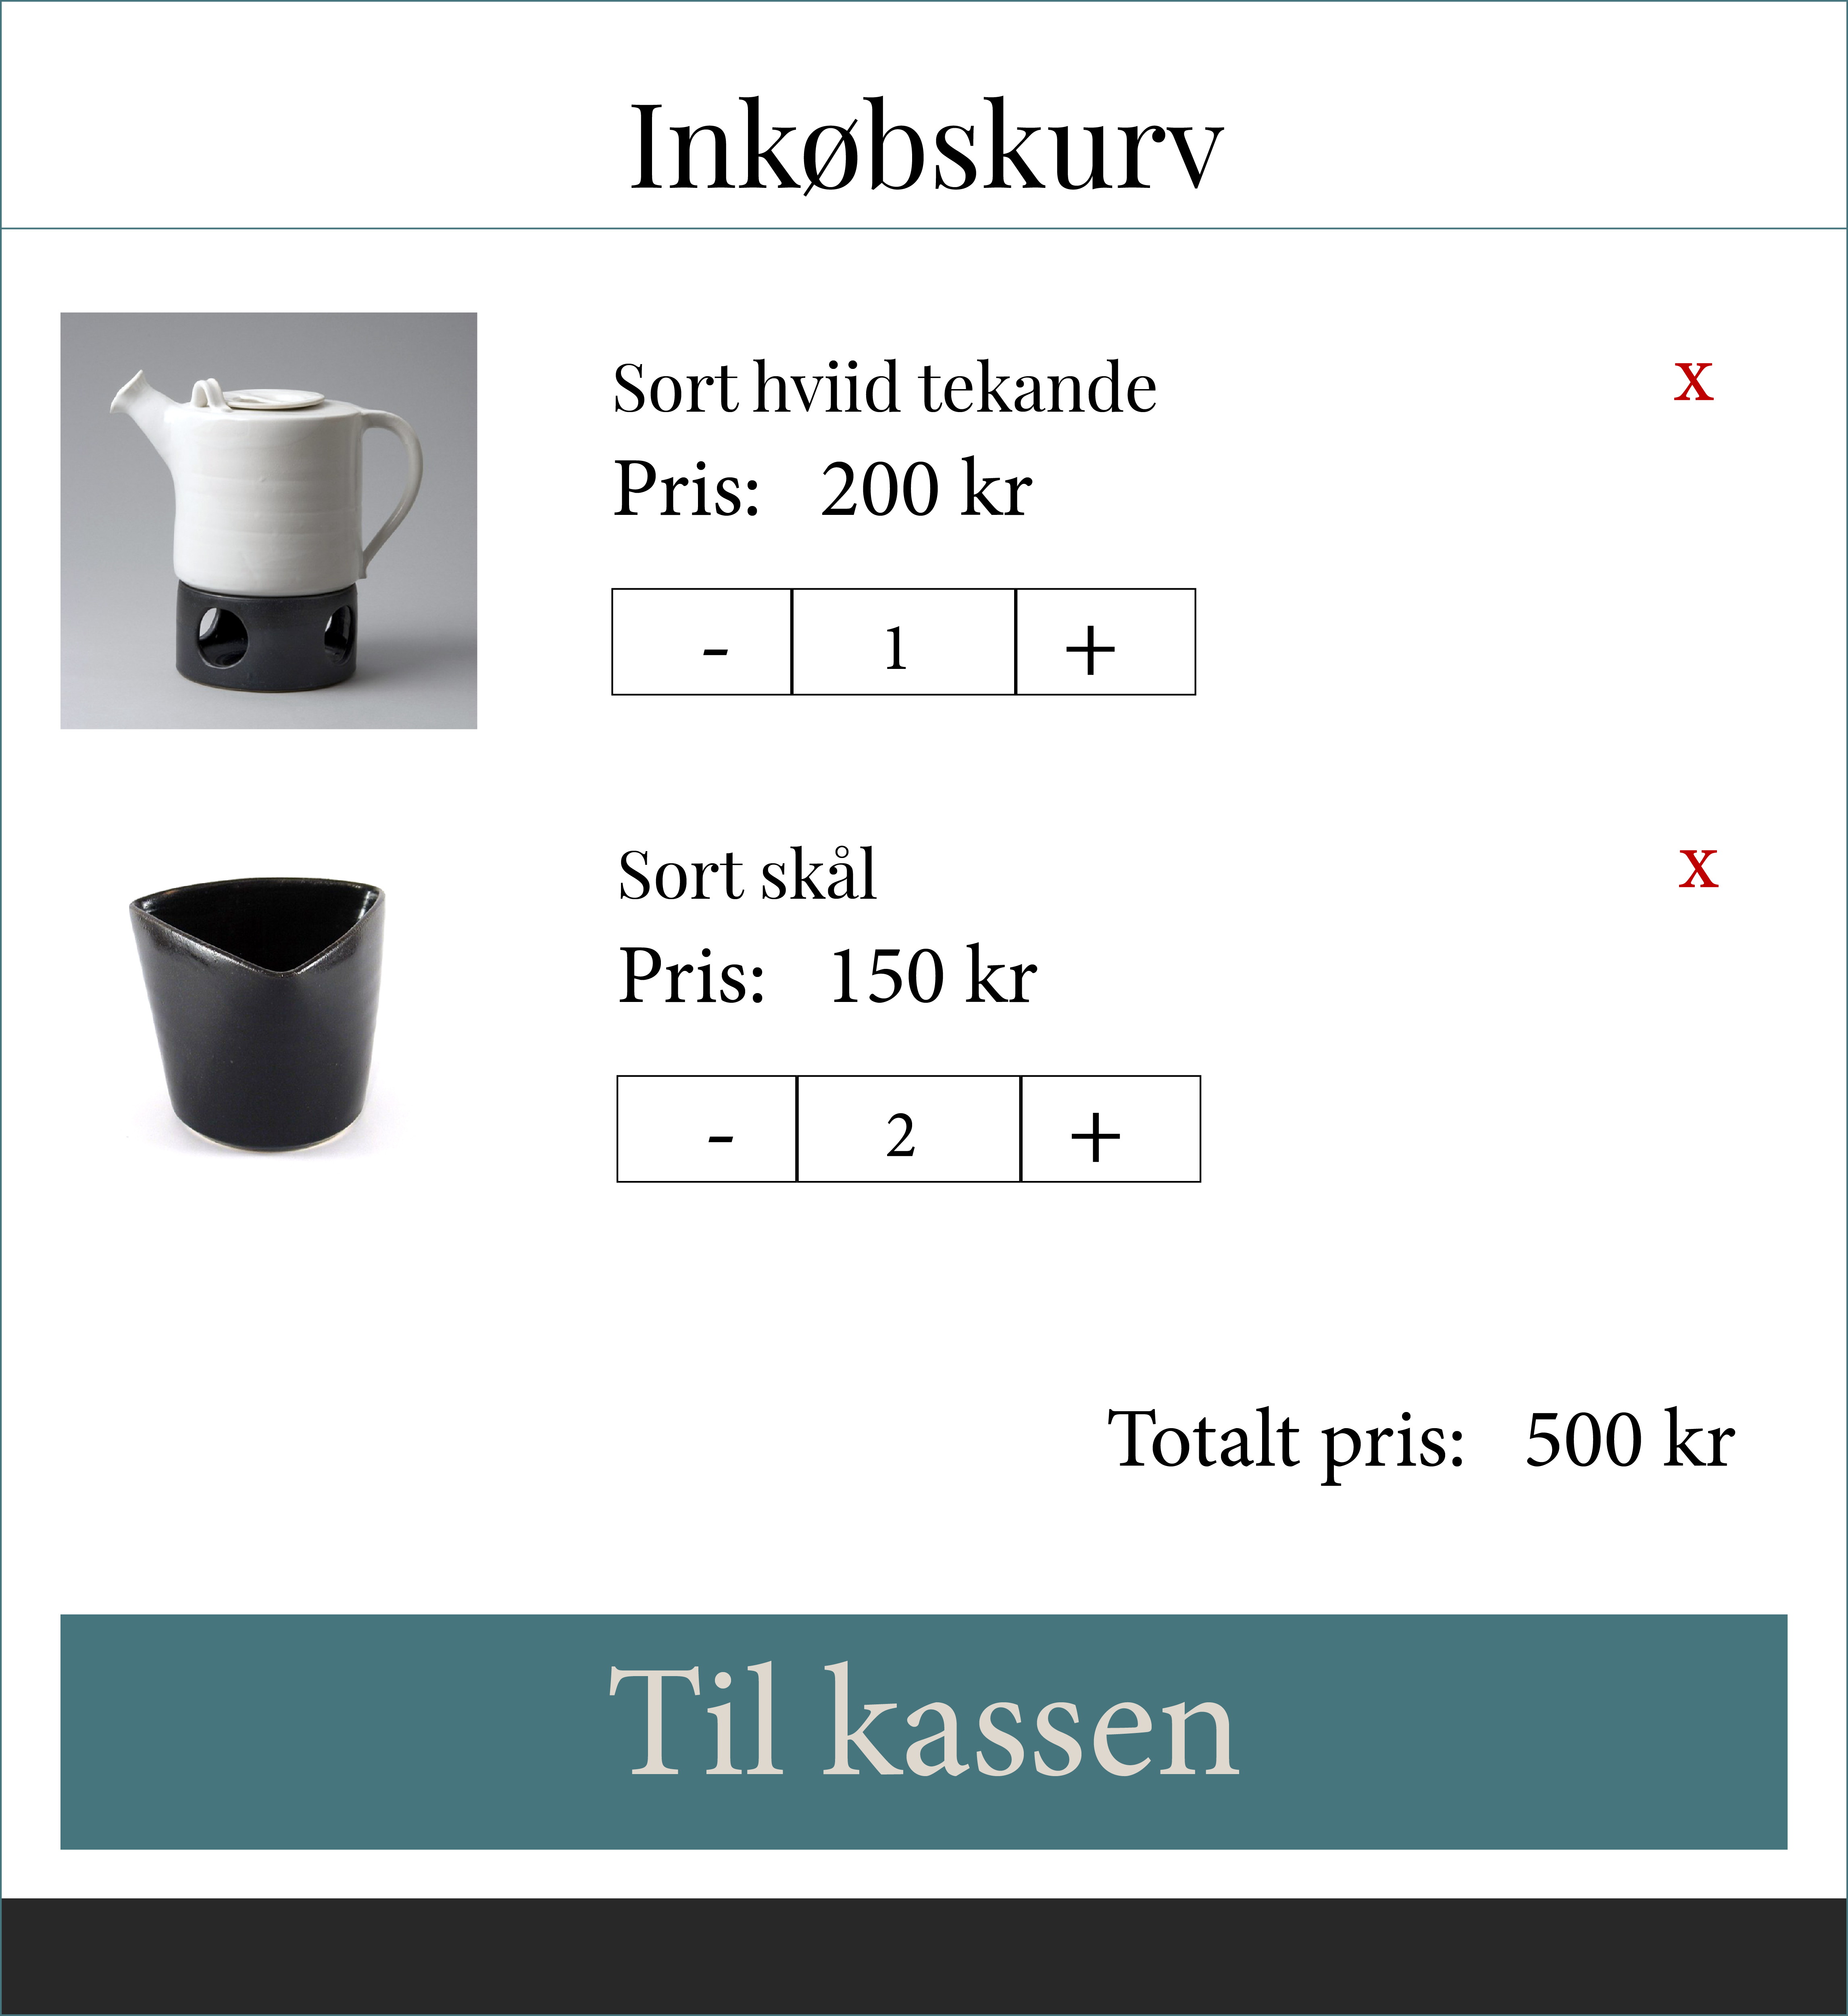 Inkøbskurv
Sort hviid tekande
x
Pris: 200 kr
- 1 +
Sort skål
x
Pris: 150 kr
- 2 +
Totalt pris: 500 kr
Til kassen